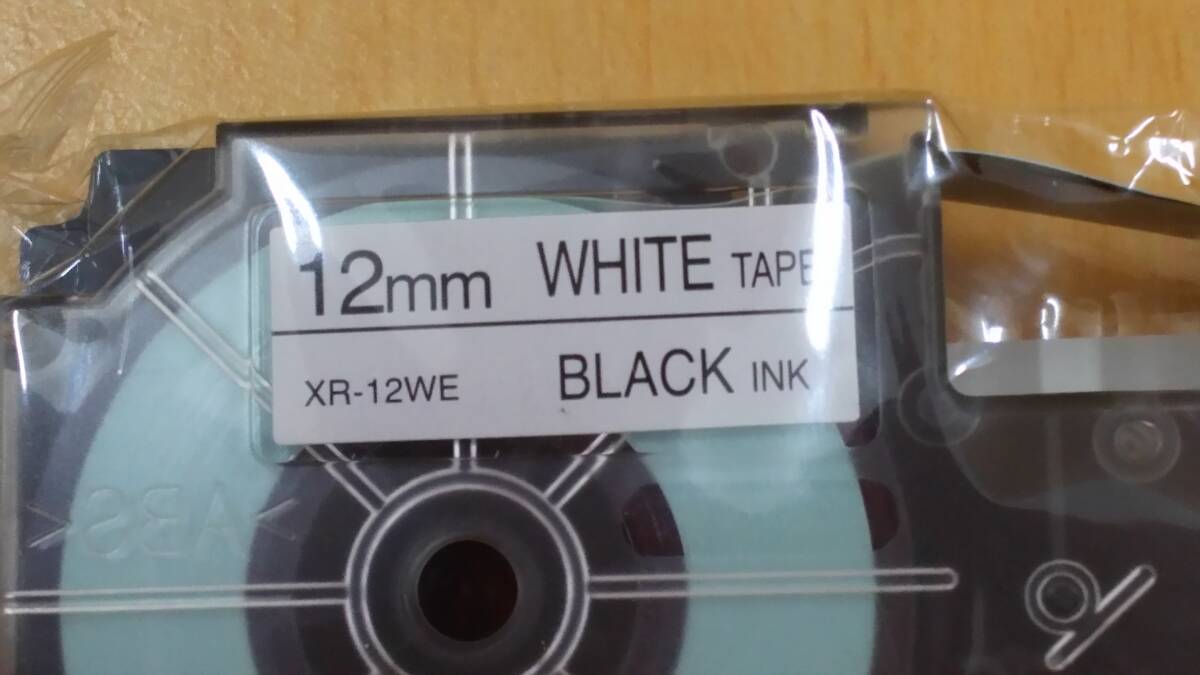 12mm WHITE TAPE
XR-12WE BLACK INK
>ABS<